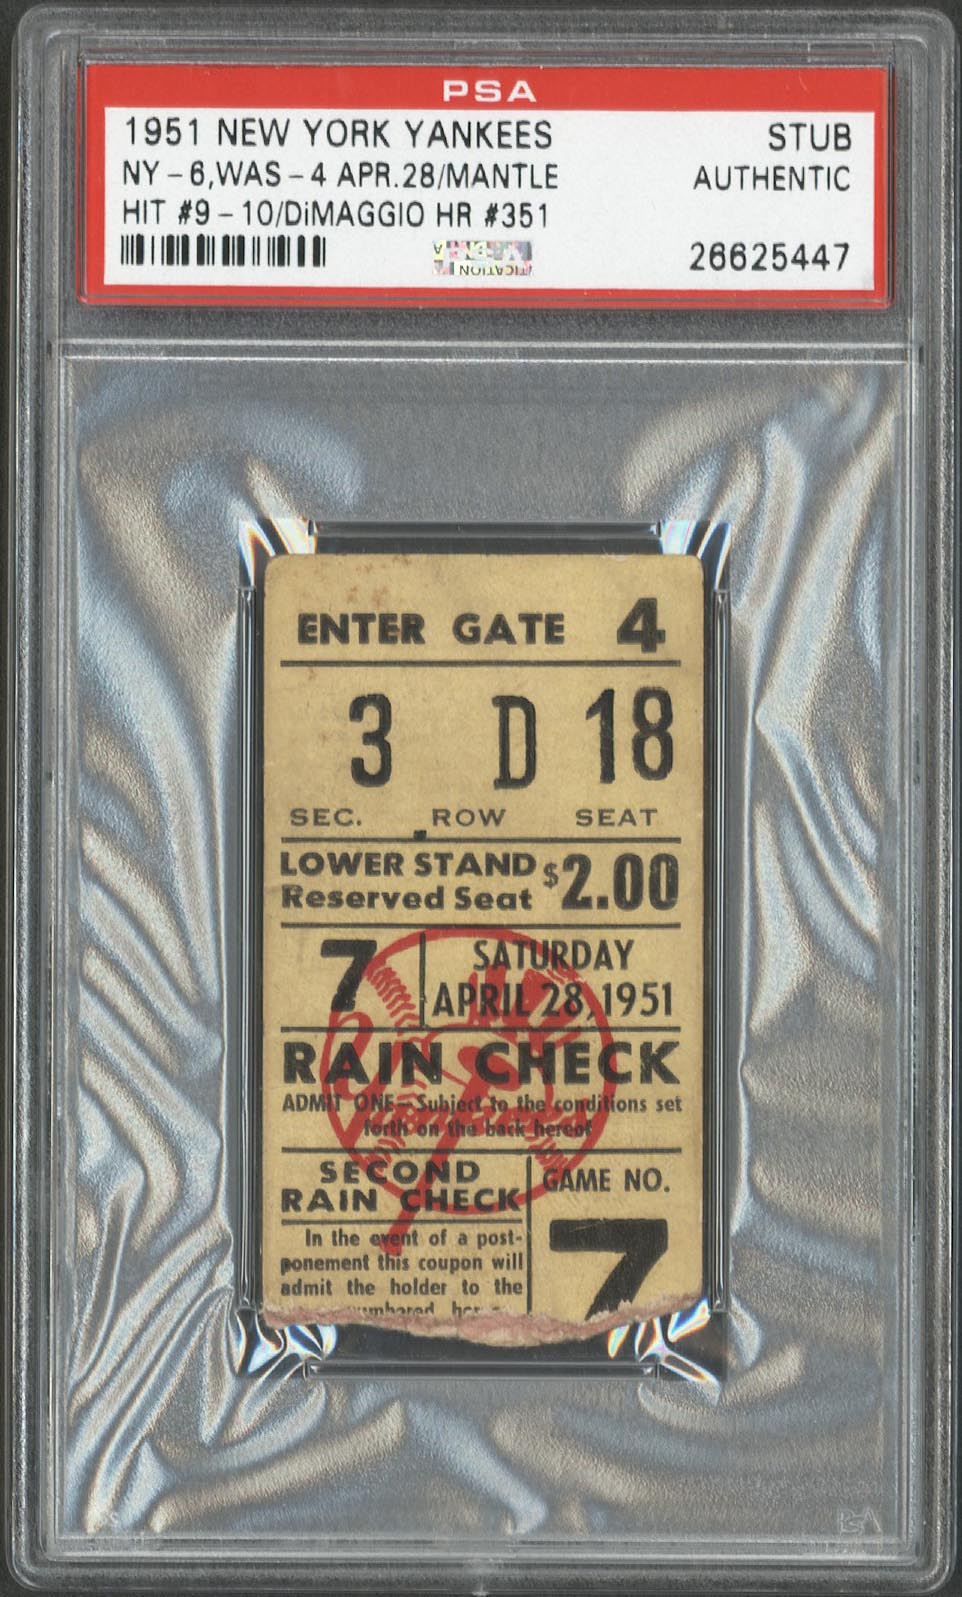 PSA
1951 NEW YORK YANKEES STUB
NY-6,WAS-4 APR.28/MANTLE AUTHENTIC
HIT #9-10/DiMAGGIO HR #351
26625447
ENTER GATE 4
3 D 18
SEC. ROW SEAT
LOWER STAND $2.00
Reserved Seat
7 SATURDAY
APRIL 28, 1951
RAIN CHECK
ADMIT ONE—Subject to the conditions set
forth on the back hereof
SECOND
RAIN CHECK
GAME NO.
7
In the event of a post-
ponement this coupon will
admit the holder to the
PSA